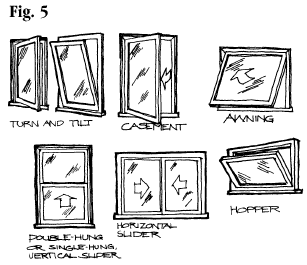 Fig. 5
TURN AND TILT
CASEMENT
AWNING
DOUBLE-HUNG
OR SINGLE-HUNG,
VERTICAL SLIDER
HORIZONTAL
SLIDER
HOPPER